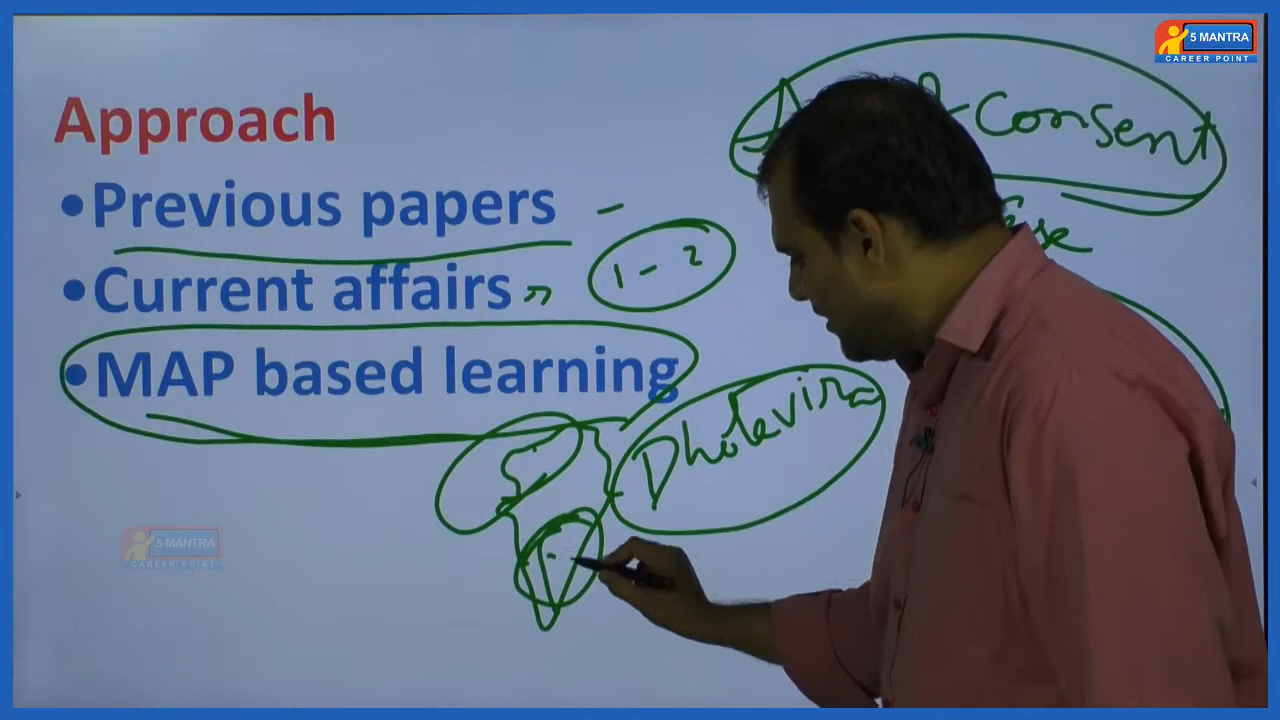 5 MANTRA
CAREER POINT
Approach
consent
•Previous papers
•Current affairs
1 - 2
•MAP based learning
Dholavira
5 MANTRA
CAREER POINT